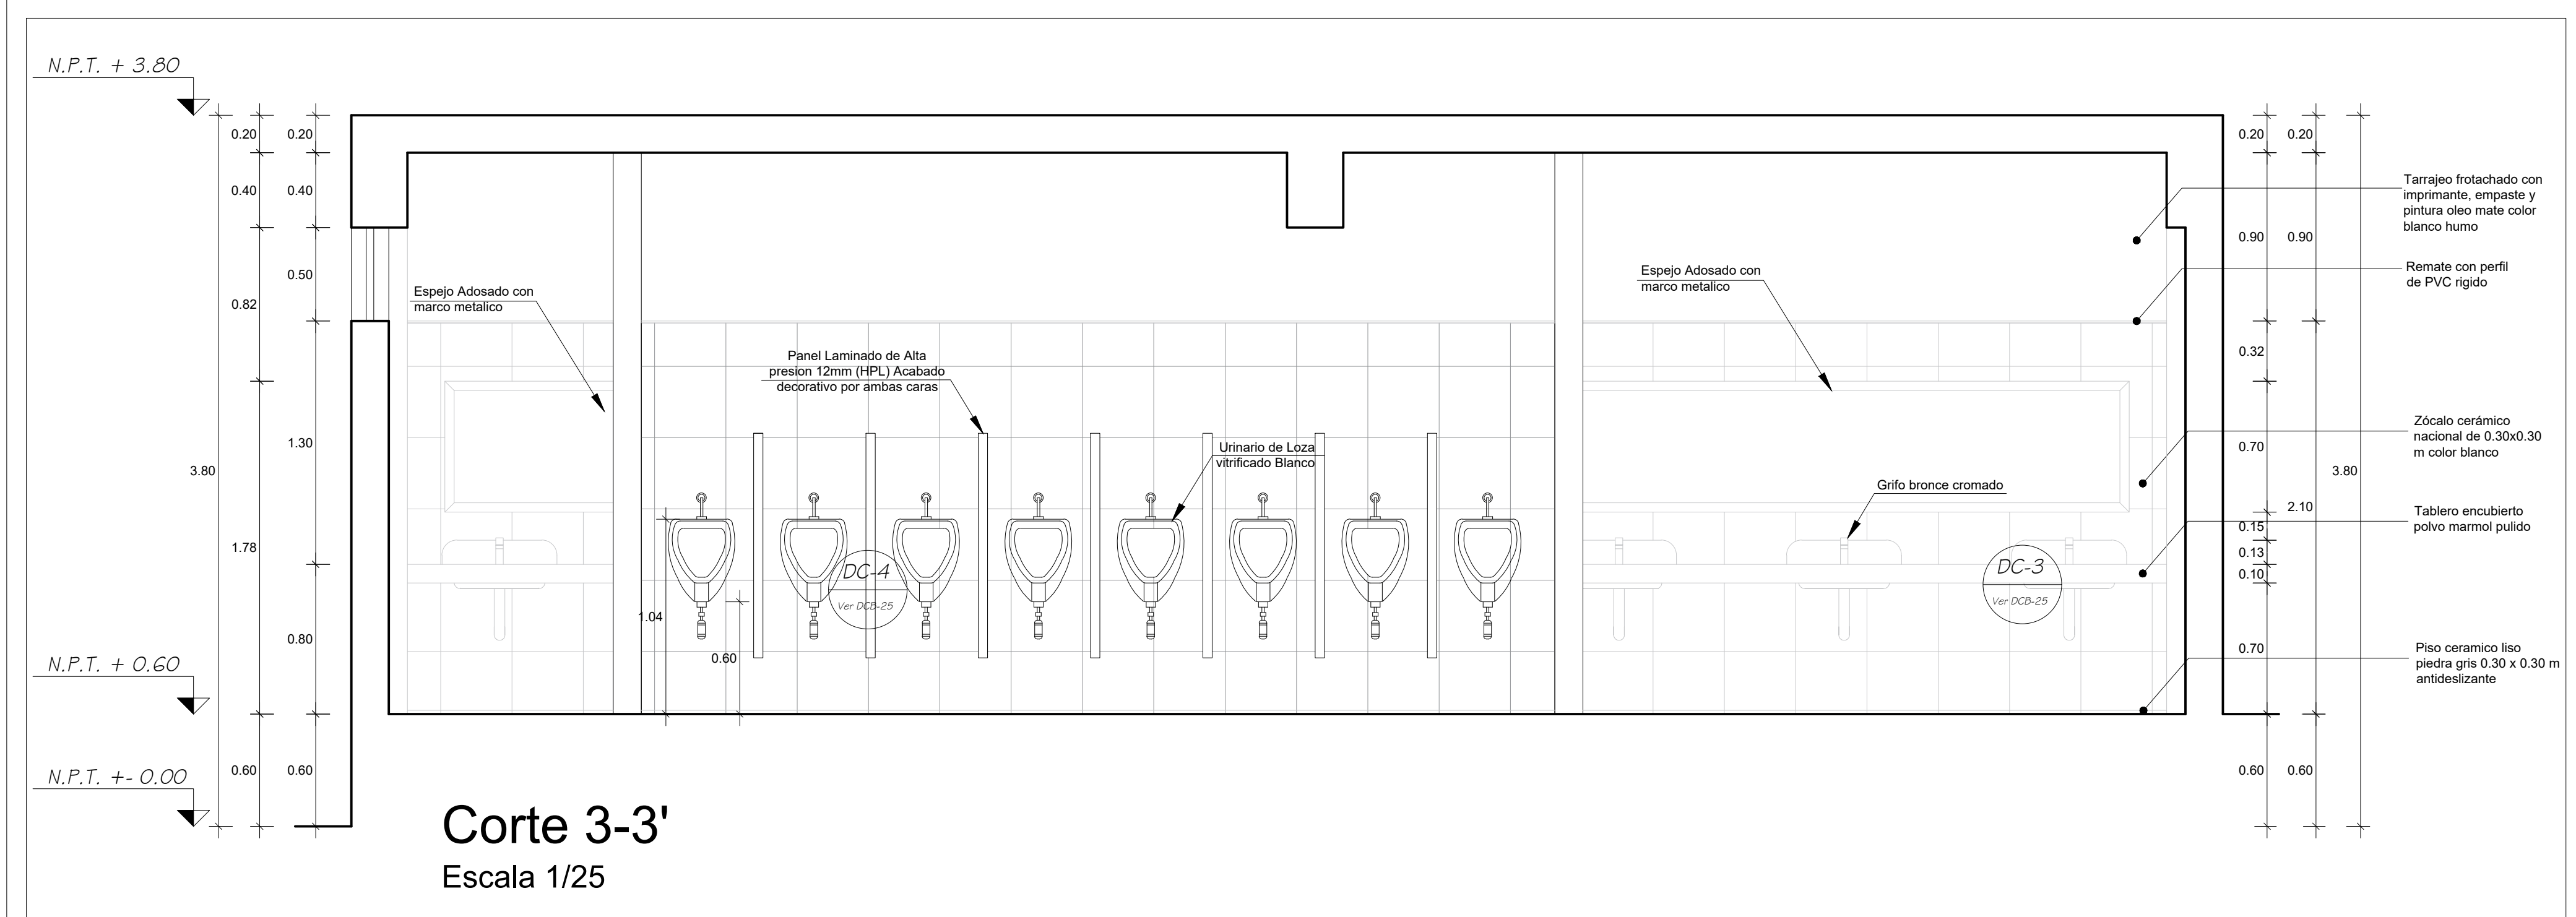 N.P.T. + 3.80
0.20
0.20
0.20
0.20
0.40
0.40
Tarrajeo frotachado con
imprimante, empaste y
pintura oleo mate color
blanco humo
0.90
0.90
0.50
0.82
Espejo Adosado con
marco metalico
Espejo Adosado con
marco metalico
Remate con perfil
de PVC rigido
Panel Laminado de Alta
presion 12mm (HPL) Acabado
decorativo por ambas caras
0.32
1.30
3.80
Urinario de Loza
vitrificado Blanco
0.70
3.80
Zócalo cerámico
nacional de 0.30x0.30
m color blanco
Grifo bronce cromado
2.10
0.15
0.13
0.10
Tablero encubierto
polvo marmol pulido
1.78
DC-4
Ver DCB-25
DC-3
Ver DCB-25
1.04
0.80
0.60
0.70
N.P.T. + 0.60
Piso ceramico liso
piedra gris 0.30 x 0.30 m
antideslizante
N.P.T. +- 0.00
0.60
0.60
0.60
0.60
Corte 3-3'
Escala 1/25